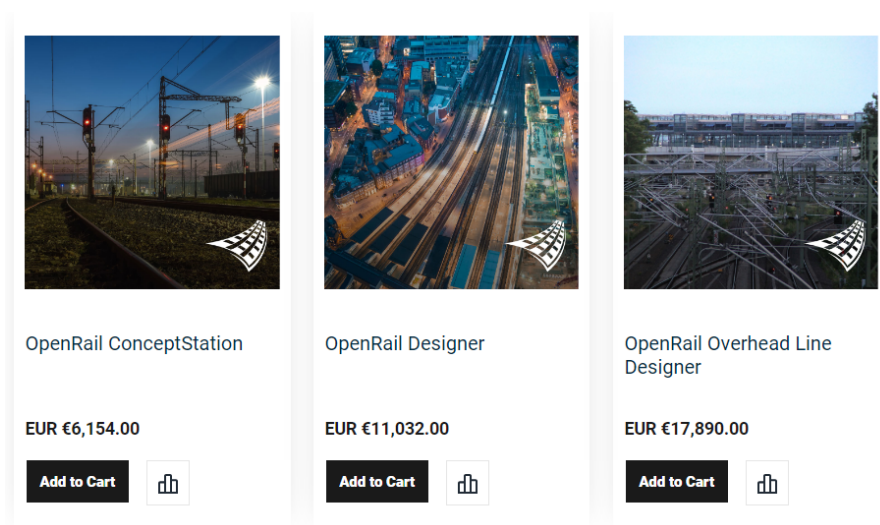 OpenRail ConceptStation
EUR €6,154.00
Add to Cart
OpenRail Designer
EUR €11,032.00
Add to Cart
OpenRail Overhead Line
Designer
EUR €17,890.00
Add to Cart